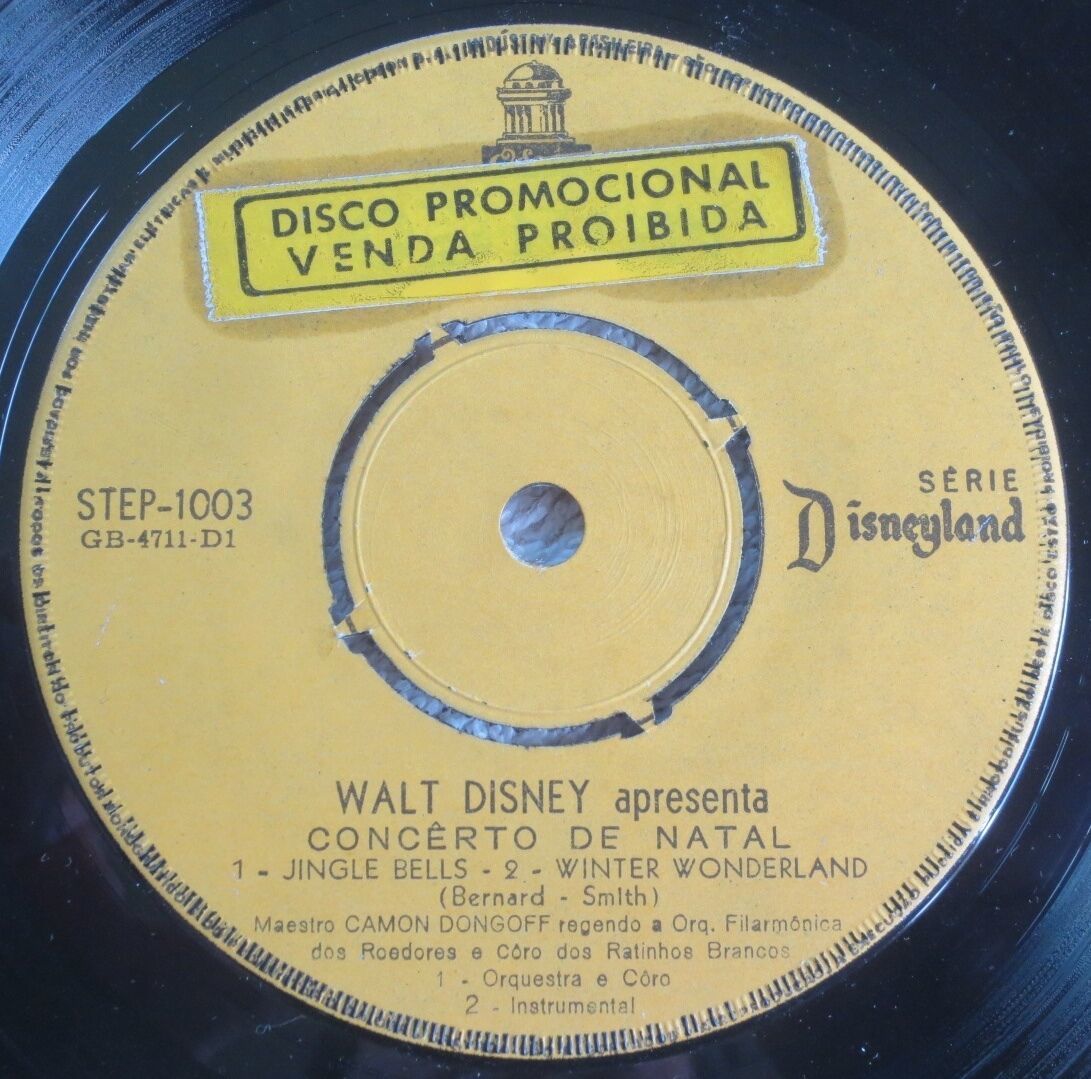 INDÚSTRIA BRASILEIRA
DISCO PROMOCIONAL
VENDA PROIBIDA
STEP-1003
GB-4711-D1
SÉRIE
Disneyland
WALT DISNEY apresenta
CONCÊRTO DE NATAL
1 - JINGLE BELLS - 2 - WINTER WONDERLAND
(Bernard - Smith)
Maestro CAMON DONGOFF regendo a Orq. Filarmônica
dos Roedores e Côro dos Ratinhos Brancos
1 - Orquestra e Côro
2 - Instrumental